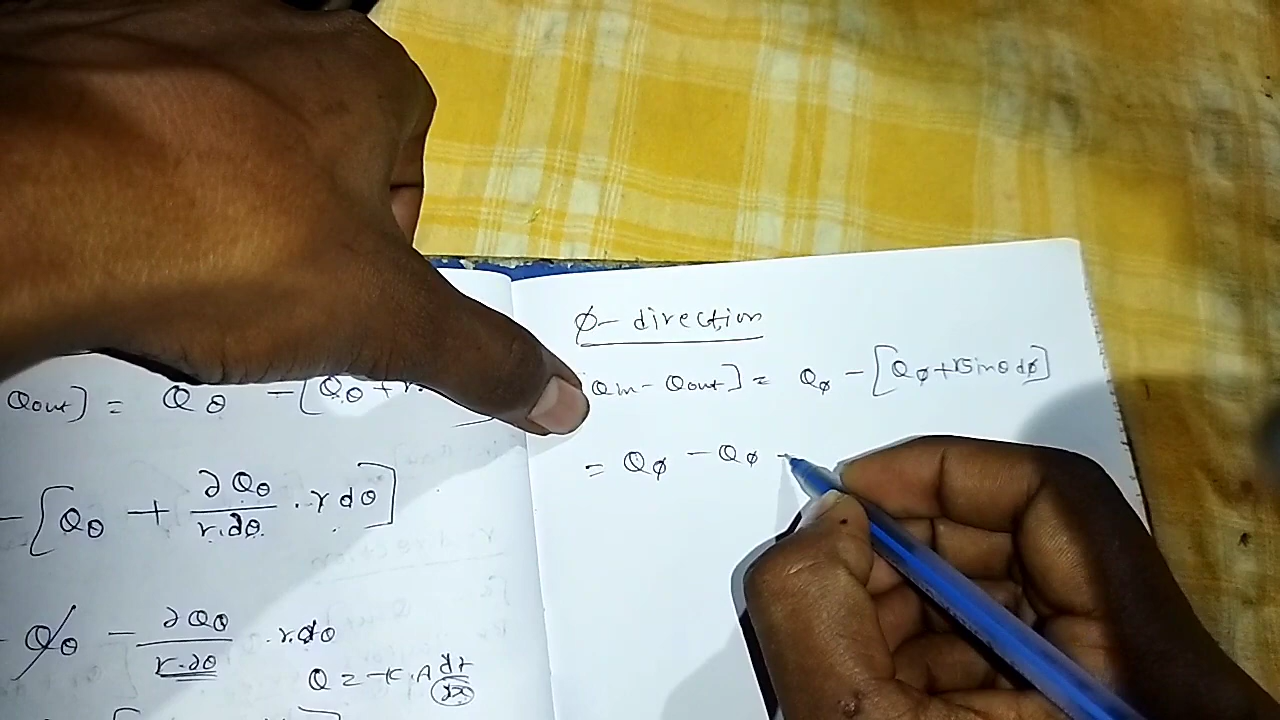 Qout] = Qθ - [Qθ + r.
- [Qθ + ∂Qθ / r.∂θ . r dθ]
- Qθ - ∂Qθ / r.∂θ . r.dθ
Q = -K.A dt / dx
φ- direction
Qin - Qout] = Qφ - [Qφ + rSinθ dφ]
= Qφ - Qφ -